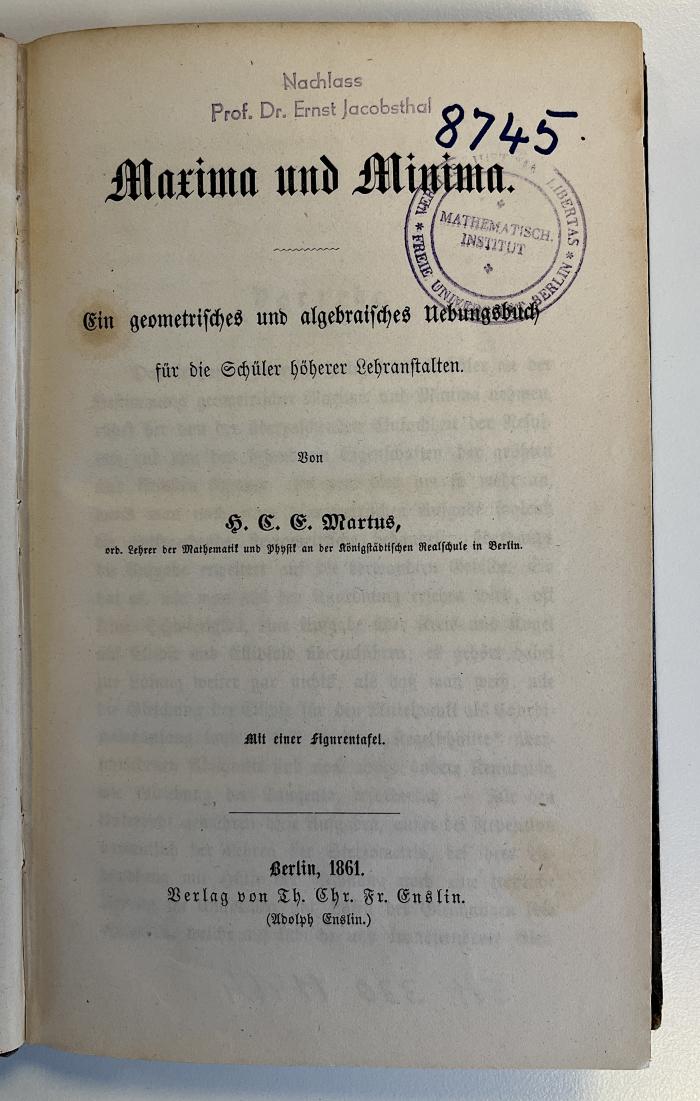 Nachlass
Prof. Dr. Ernst Jacobsthal
8745.
Maxima und Minima.
VERITAS IUSTITIA LIBERTAS
* FREIE UNIVERSITÄT BERLIN *
MATHEMATISCH.
INSTITUT
Ein geometrisches und algebraisches Uebungsbuch
für die Schüler höherer Lehranstalten.
Von
H. C. E. Martus,
ord. Lehrer der Mathematik und Physik an der Königstädtischen Realschule in Berlin.
Mit einer Figurentafel.
Berlin, 1861.
Verlag von Th. Chr. Fr. Enslin.
(Adolph Enslin.)